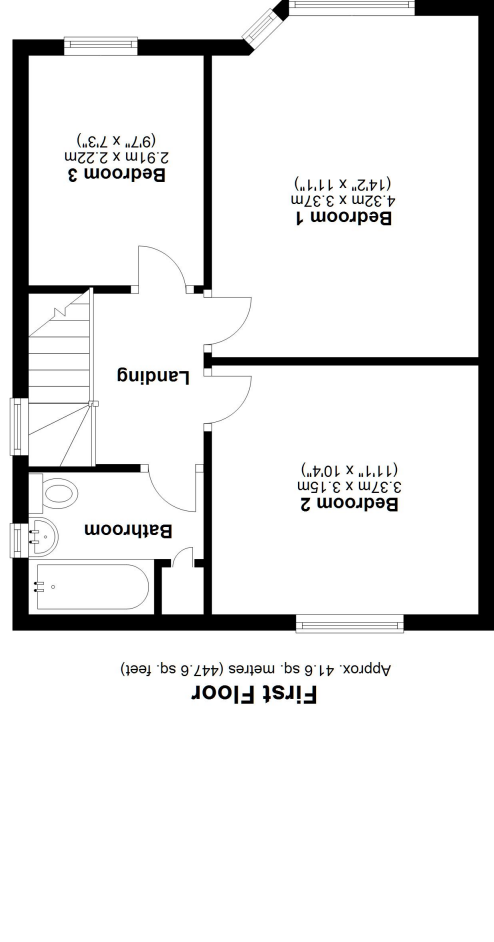 First Floor
Approx. 41.6 sq. metres (447.6 sq. feet)
Bathroom
Bedroom 2
3.37m x 3.15m
(11'1" x 10'4")
Landing
Bedroom 1
4.32m x 3.37m
(14'2" x 11'1")
Bedroom 3
2.91m x 2.22m
(9'7" x 7'3")